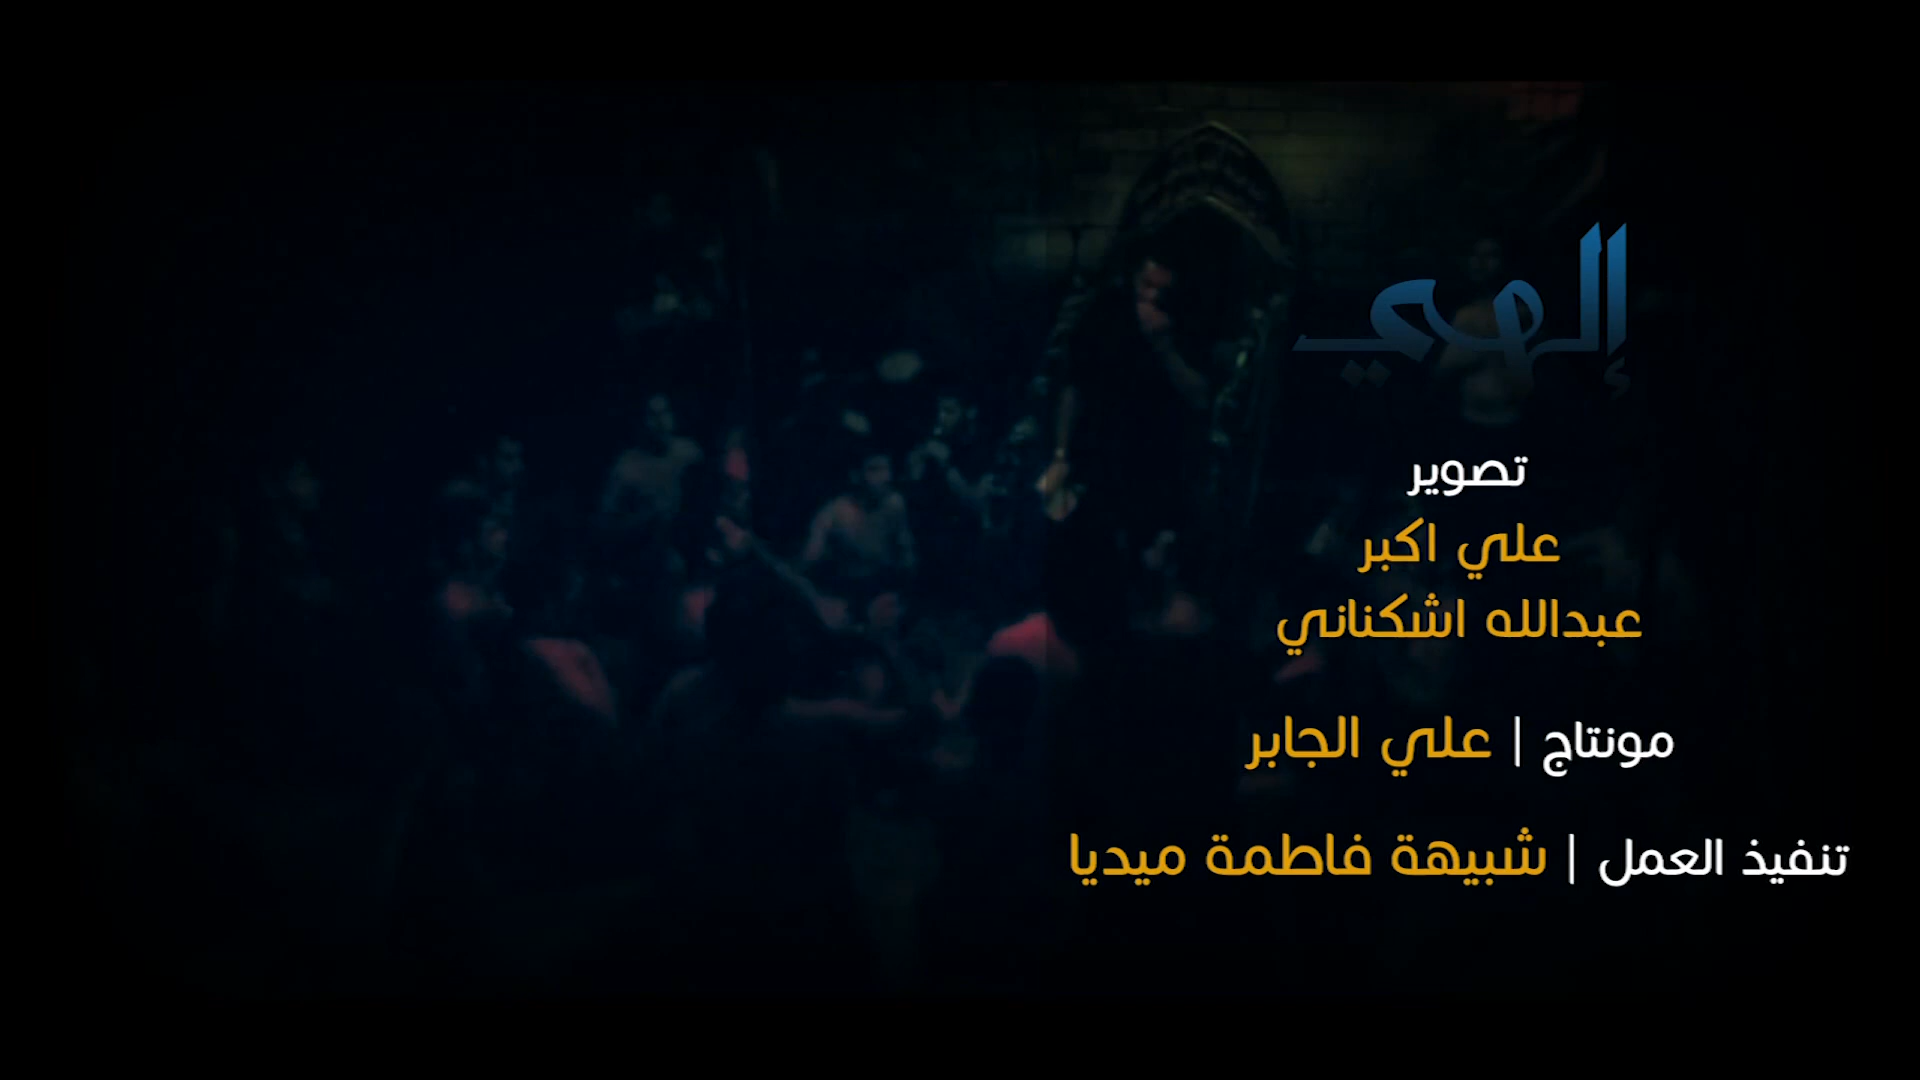 إلهي
تصوير
علي اكبر
عبدالله اشكناني
مونتاج | علي الجابر
تنفيذ العمل | شبيهة فاطمة ميديا